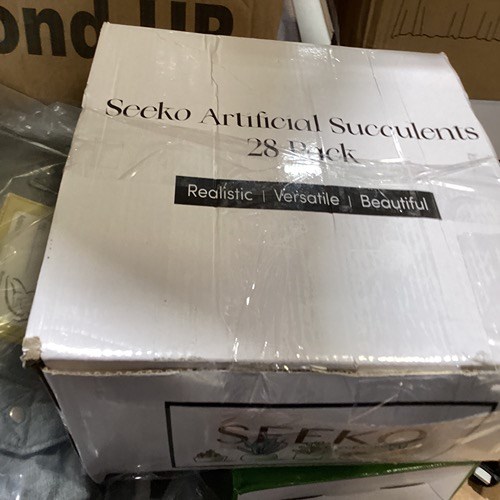 ond UP
Seeko Artificial Succulents
28 Pack
Realistic | Versatile | Beautiful
SEEKO